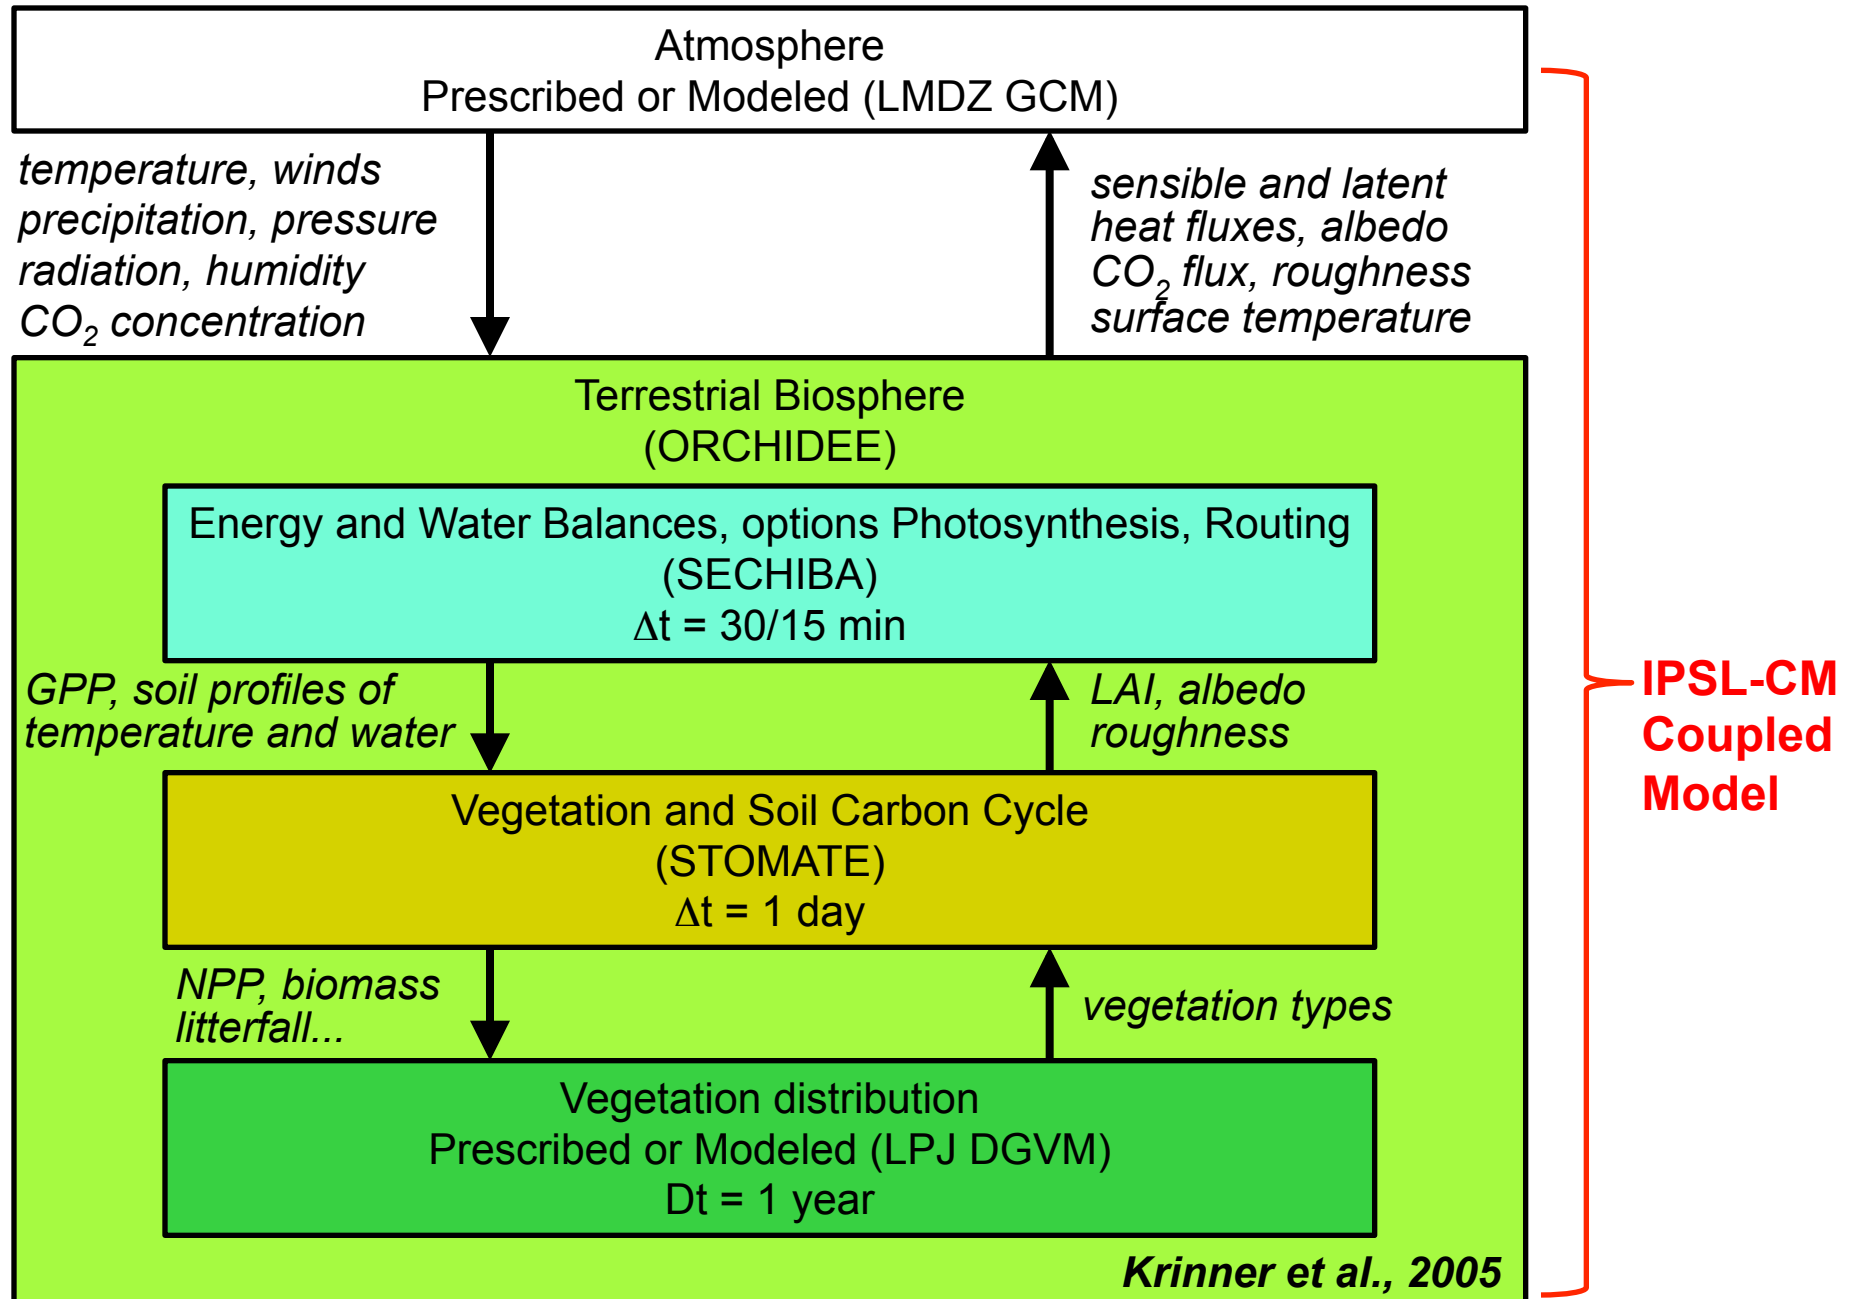 Atmosphere
Prescribed or Modeled (LMDZ GCM)
temperature, winds
precipitation, pressure
radiation, humidity
CO₂ concentration
sensible and latent
heat fluxes, albedo
CO₂ flux, roughness
surface temperature
Terrestrial Biosphere
(ORCHIDEE)
Energy and Water Balances, options Photosynthesis, Routing
(SECHIBA)
Δt = 30/15 min
GPP, soil profiles of
temperature and water
LAI, albedo
roughness
Vegetation and Soil Carbon Cycle
(STOMATE)
Δt = 1 day
NPP, biomass
litterfall...
vegetation types
Vegetation distribution
Prescribed or Modeled (LPJ DGVM)
Dt = 1 year
Krinner et al., 2005
IPSL-CM
Coupled
Model